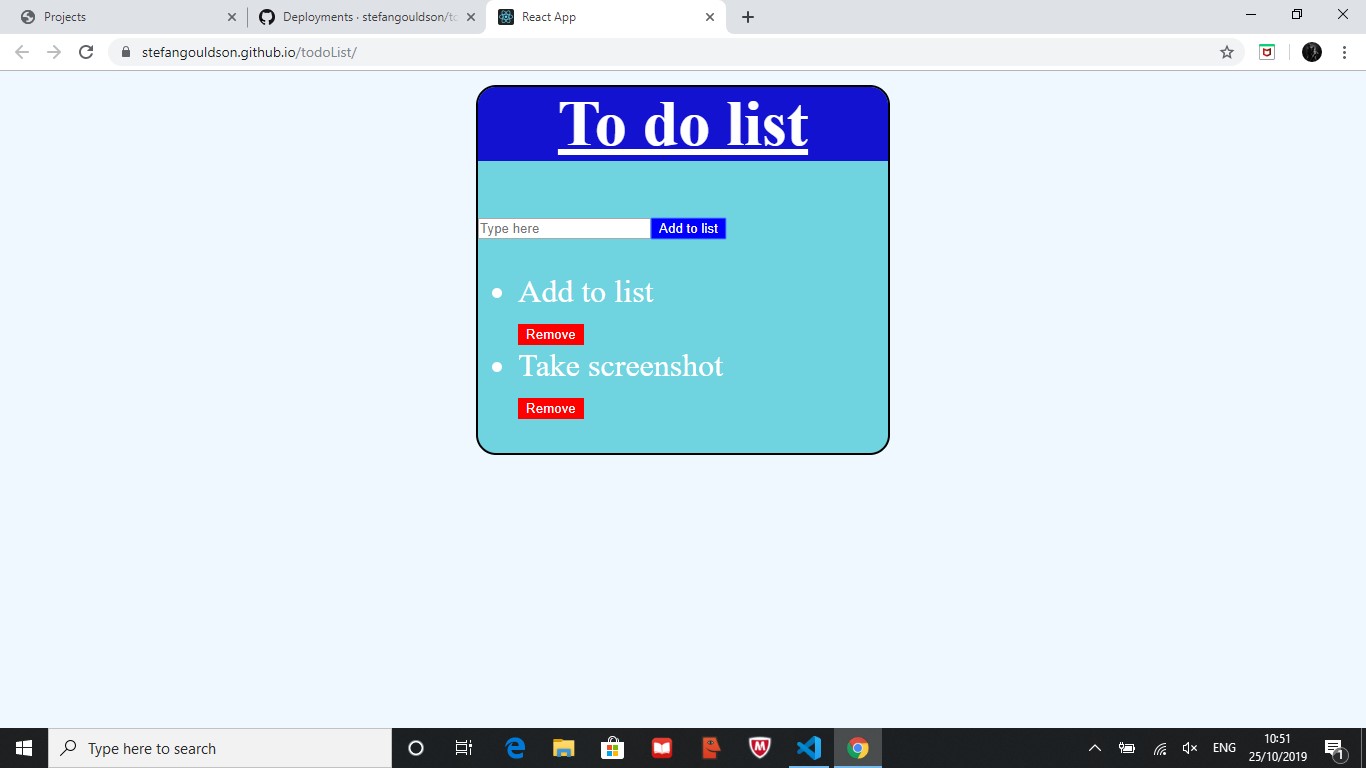 Projects
Deployments · stefangouldson/to
React App
stefangouldson.github.io/todoList/
To do list
Type here Add to list
Add to list
Remove
Take screenshot
Remove
Type here to search
ENG
10:51
25/10/2019
1